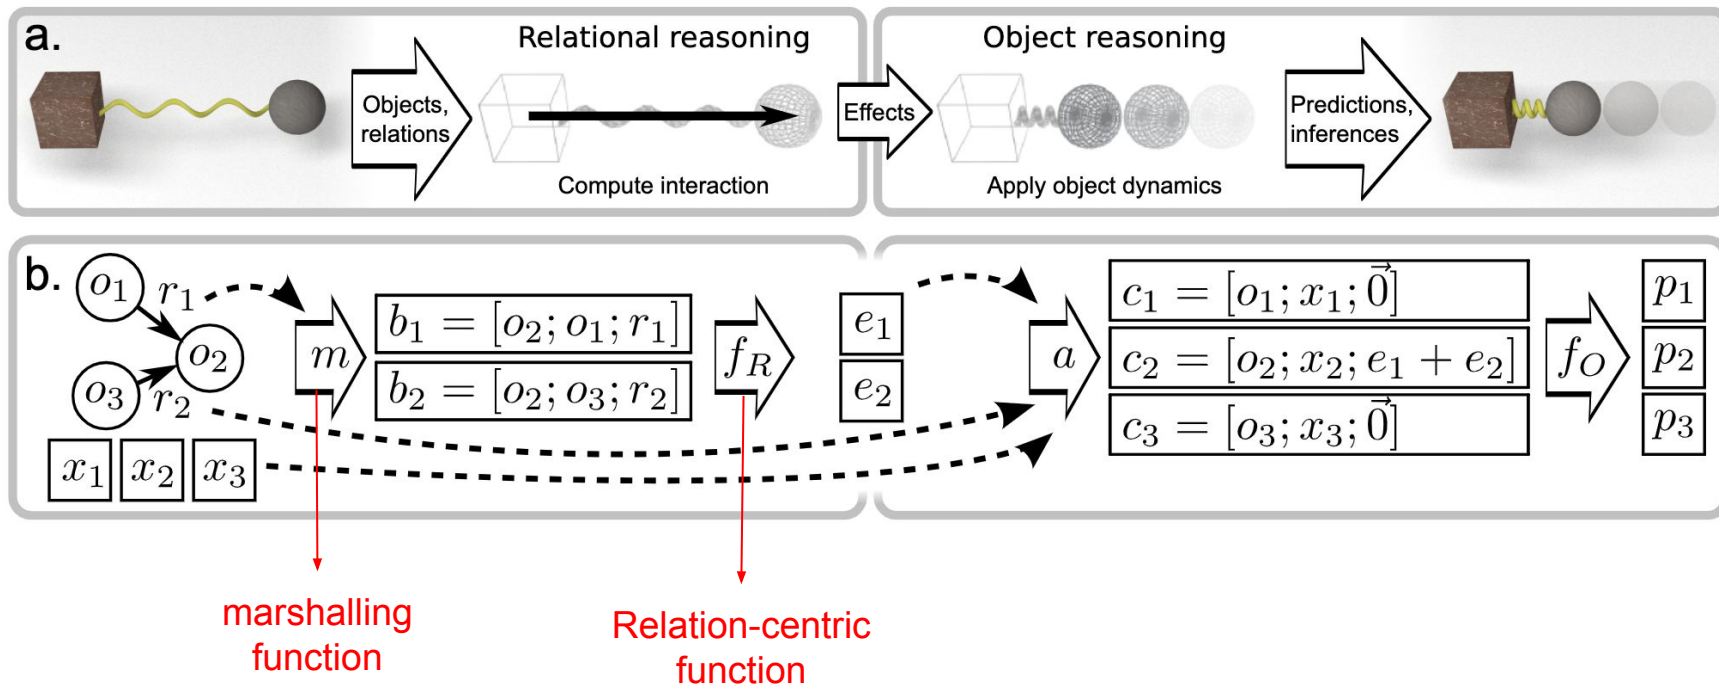 a.
Relational reasoning
Object reasoning
Objects,
relations
Effects
Predictions,
inferences
Compute interaction
Apply object dynamics
b.
o₁
r₁
o₂
o₃
r₂
x₁ x₂ x₃
m
b₁ = [o₂; o₁; r₁]
b₂ = [o₂; o₃; r₂]
f_R
e₁
e₂
a
c₁ = [o₁; x₁; 0⃗]
c₂ = [o₂; x₂; e₁ + e₂]
c₃ = [o₃; x₃; 0⃗]
f_O
p₁
p₂
p₃
marshalling
function
Relation-centric
function